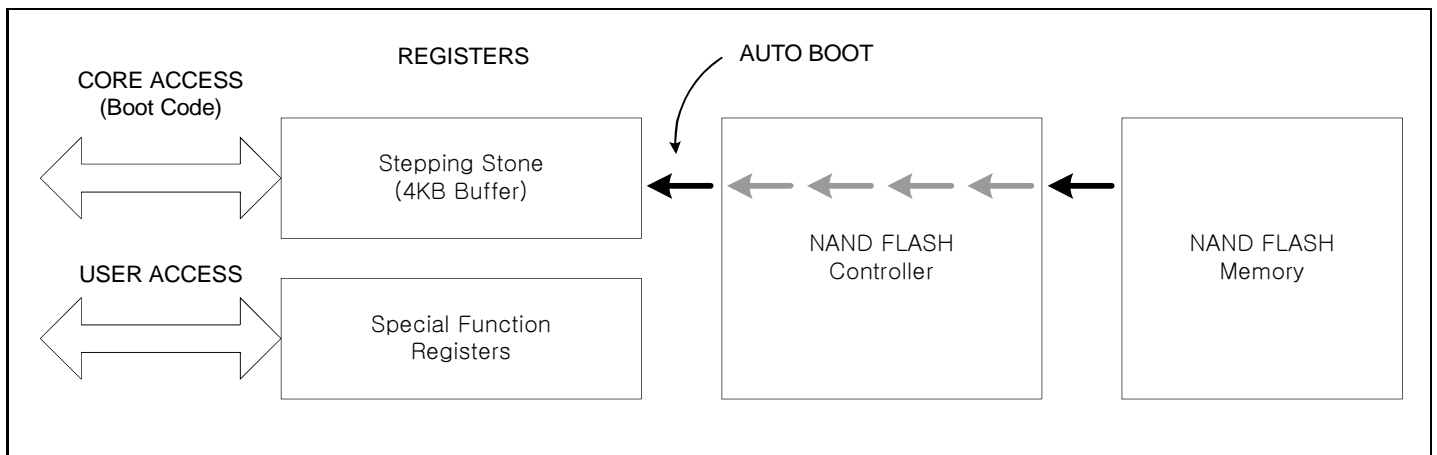 REGISTERS
AUTO BOOT
CORE ACCESS
(Boot Code)
Stepping Stone
(4KB Buffer)
NAND FLASH
Controller
NAND FLASH
Memory
USER ACCESS
Special Function
Registers